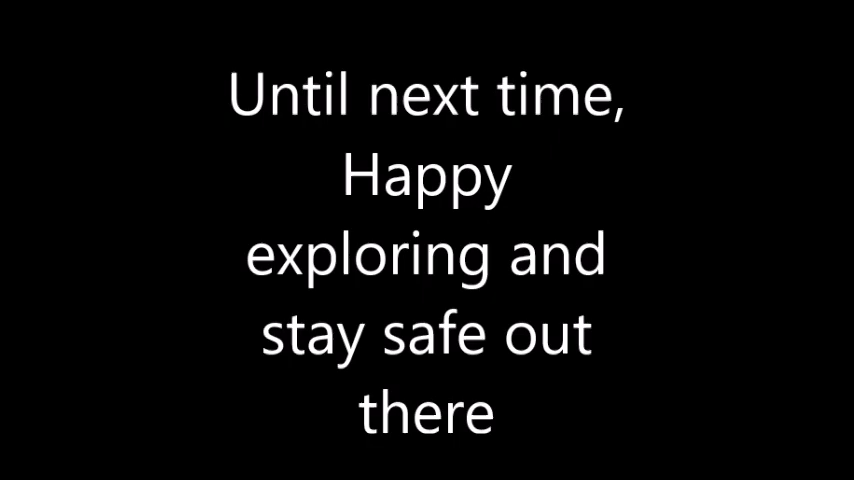 Until next time,
Happy
exploring and
stay safe out
there